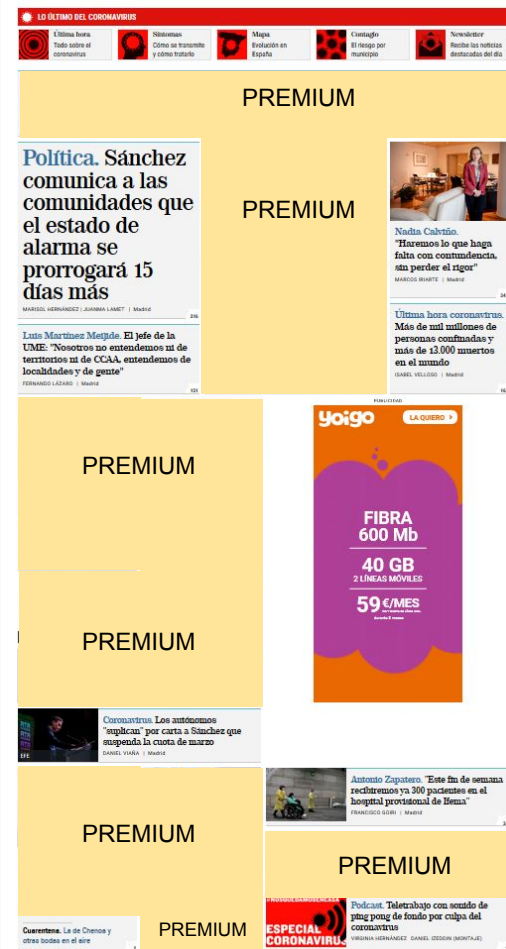 LO ÚLTIMO DEL CORONAVIRUS
Última hora
Todo sobre el
coronavirus
Síntomas
Cómo se transmite
y cómo tratarlo
Mapa
Evolución en
España
Contagio
El riesgo por
municipio
Newsletter
Recibe las noticias
destacadas del día
PREMIUM
Política. Sánchez
comunica a las
comunidades que
el estado de
alarma se
prorrogará 15
días más
MARISOL HERNÁNDEZ | JUANMA LAMET | Madrid
216
Luis Martínez Meijide. El jefe de la
UME: "Nosotros no entendemos ni de
territorios ni de CCAA, entendemos de
localidades y de gente"
FERNANDO LÁZARO | Madrid
121
PREMIUM
Nadia Calviño.
"Haremos lo que haga
falta con contundencia,
sin perder el rigor"
MARCOS IRIARTE | Madrid
34
Última hora coronavirus.
Más de mil millones de
personas confinadas y
más de 13.000 muertos
en el mundo
ISABEL VELLOSO | Madrid
16
PREMIUM
PUBLICIDAD
yoigo
LA QUIERO >
FIBRA
600 Mb
40 GB
2 LÍNEAS MÓVILES
59 €/MES
PREMIUM
EFE
Coronavirus. Los autónomos
"suplican" por carta a Sánchez que
suspenda la cuota de marzo
DANIEL VIAÑA | Madrid
PREMIUM
Antonio Zapatero. "Este fin de semana
recibiremos ya 300 pacientes en el
hospital provisional de Ifema"
FRANCISCO GOIRI | Madrid
3
PREMIUM
Cuarentena. La de Chenoa y
otras bodas en el aire
PREMIUM
ESPECIAL
CORONAVIRUS
Podcast. Teletrabajo con sonido de
ping pong de fondo por culpa del
coronavirus
VIRGINIA HERNÁNDEZ DANIEL IZEDDIN (MONTAJE)